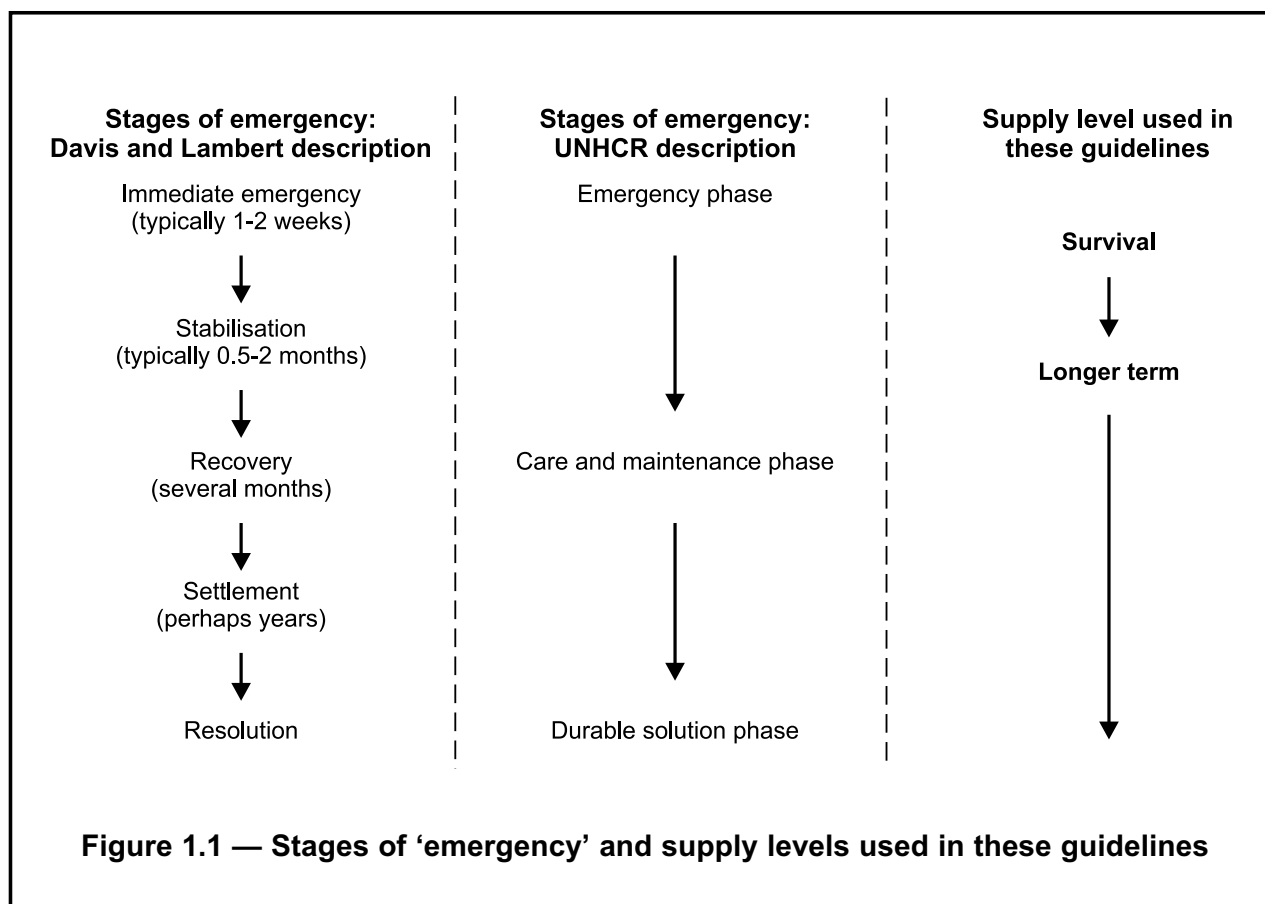 Stages of emergency:
Davis and Lambert description
Immediate emergency
(typically 1-2 weeks)
Stabilisation
(typically 0.5-2 months)
Recovery
(several months)
Settlement
(perhaps years)
Resolution
Stages of emergency:
UNHCR description
Emergency phase
Care and maintenance phase
Durable solution phase
Supply level used in
these guidelines
Survival
Longer term
Figure 1.1 — Stages of ‘emergency’ and supply levels used in these guidelines